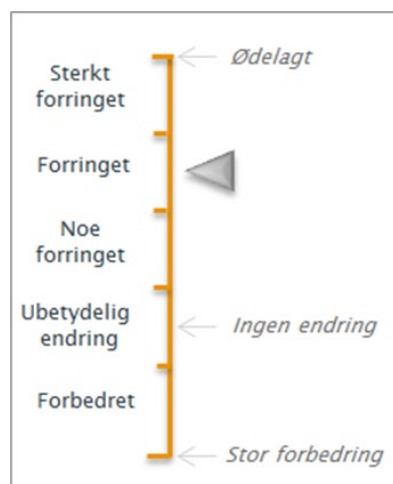 Ødelagt
Sterkt
forringet
Forringet
Noe
forringet
Ubetydelig
endring
Ingen endring
Forbedret
Stor forbedring